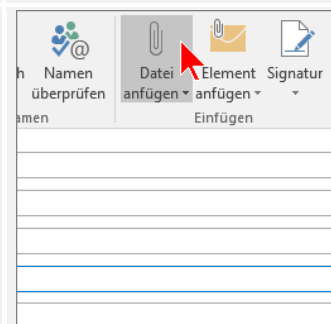 h Namen
überprüfen
Datei
anfügen
Element
anfügen
Signatur
amen
Einfügen